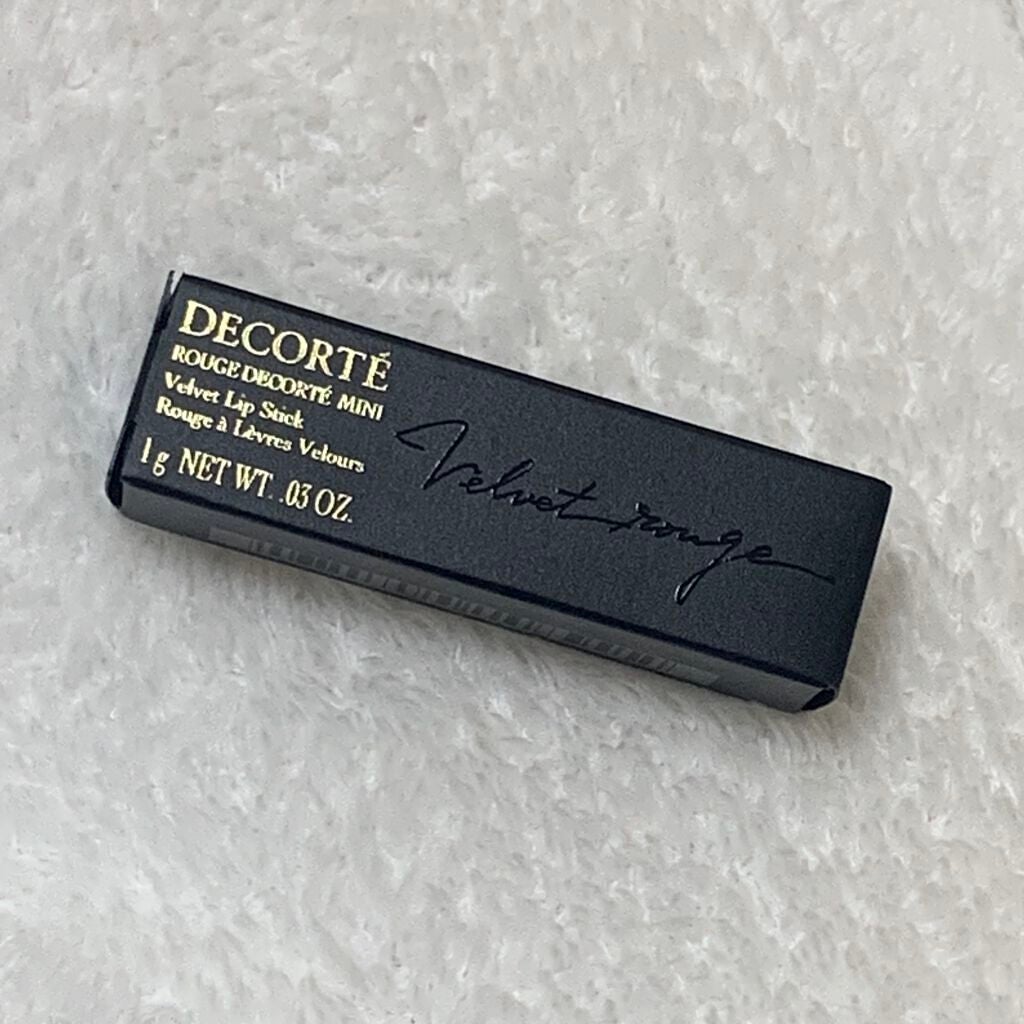 DECORTÉ
ROUGE DECORTÉ MINI
Velvet Lip Stick
Rouge à Lèvres Velours
1g NET WT. .03 OZ.
Velvet rouge